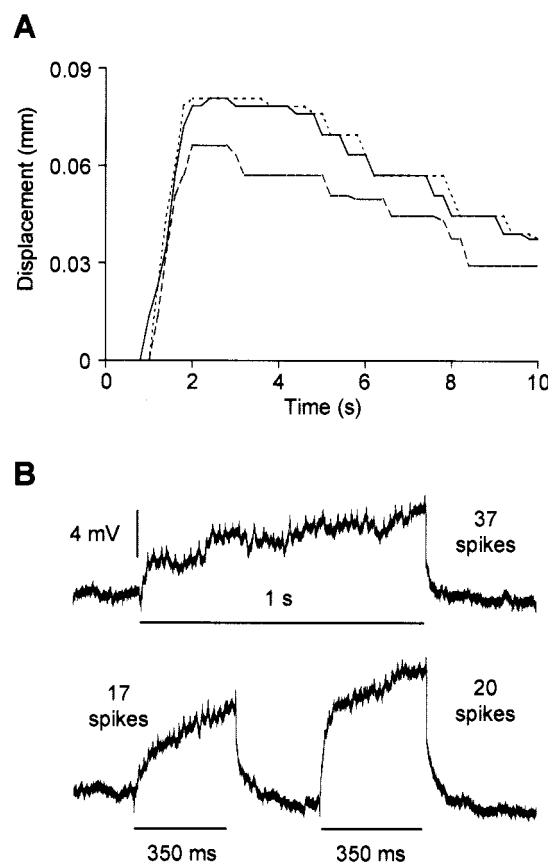 A
0.09
0.06
0.03
0
Displacement (mm)
0 2 4 6 8 10
Time (s)
B
4 mV
37
spikes
1 s
17
spikes
20
spikes
350 ms 350 ms